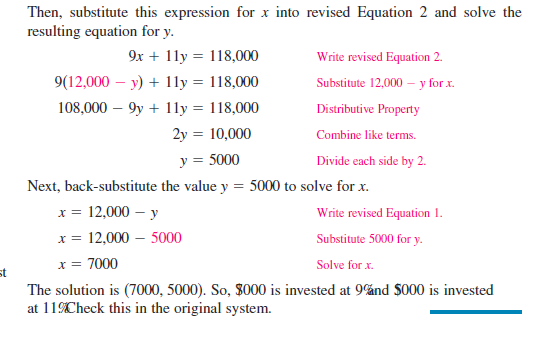 Then, substitute this expression for x into revised Equation 2 and solve the
resulting equation for y.
9x + 11y = 118,000 Write revised Equation 2.
9(12,000 − y) + 11y = 118,000 Substitute 12,000 − y for x.
108,000 − 9y + 11y = 118,000 Distributive Property
2y = 10,000 Combine like terms.
y = 5000 Divide each side by 2.
Next, back-substitute the value y = 5000 to solve for x.
x = 12,000 − y Write revised Equation 1.
x = 12,000 − 5000 Substitute 5000 for y.
x = 7000 Solve for x.
st
The solution is (7000, 5000). So, $000 is invested at 9%and $000 is invested
at 11%Check this in the original system.